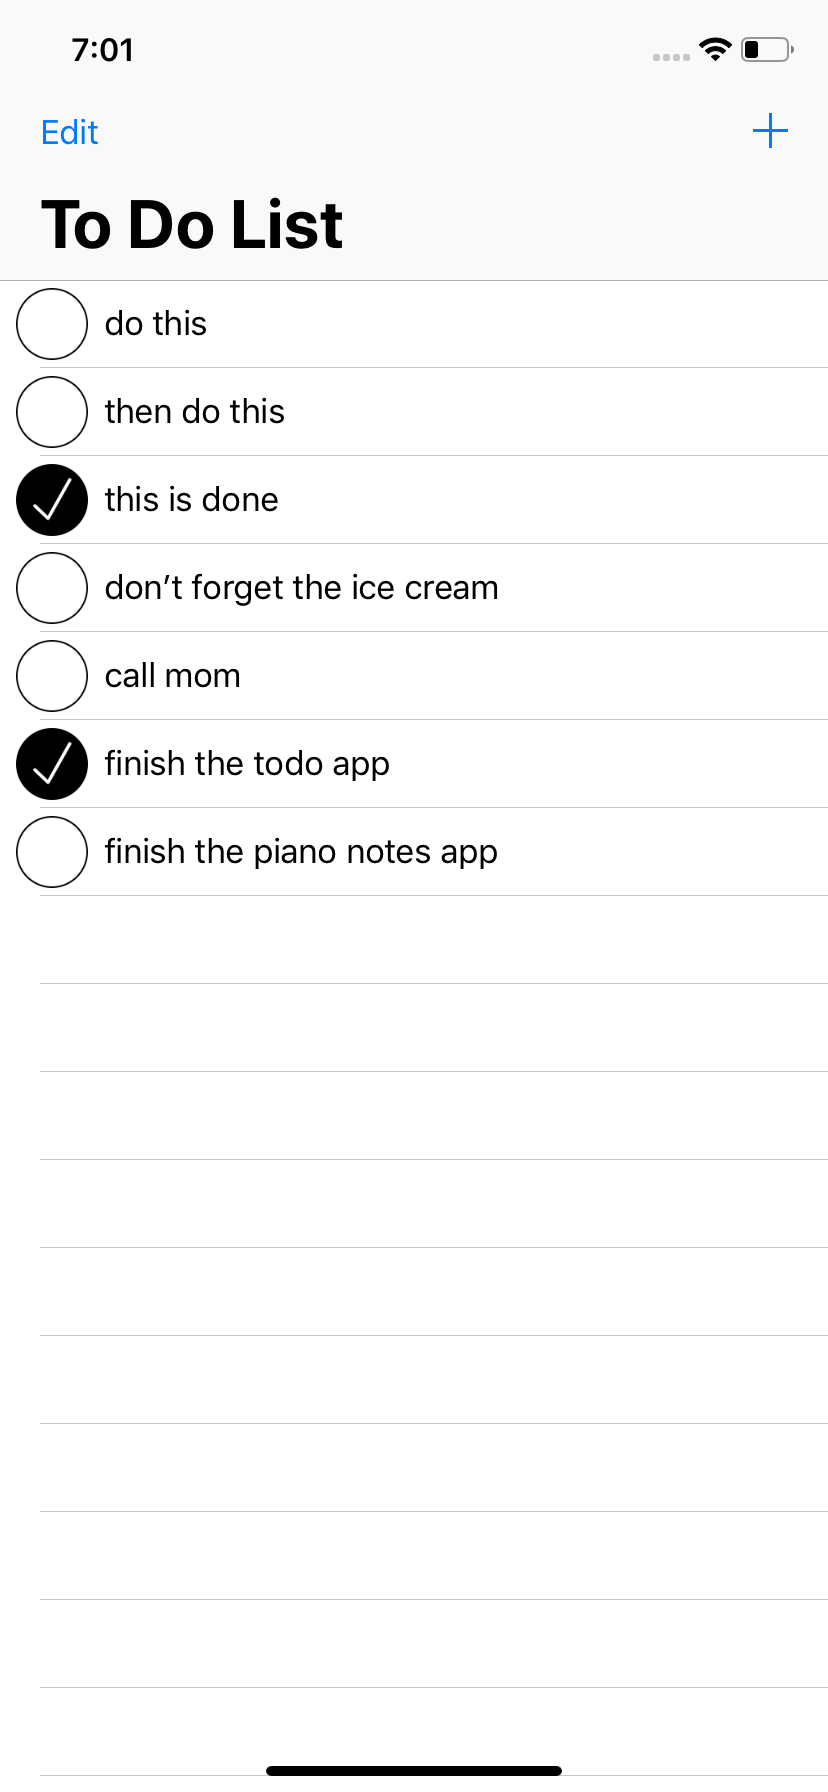 7:01
Edit
To Do List
do this
then do this
this is done
don’t forget the ice cream
call mom
finish the todo app
finish the piano notes app